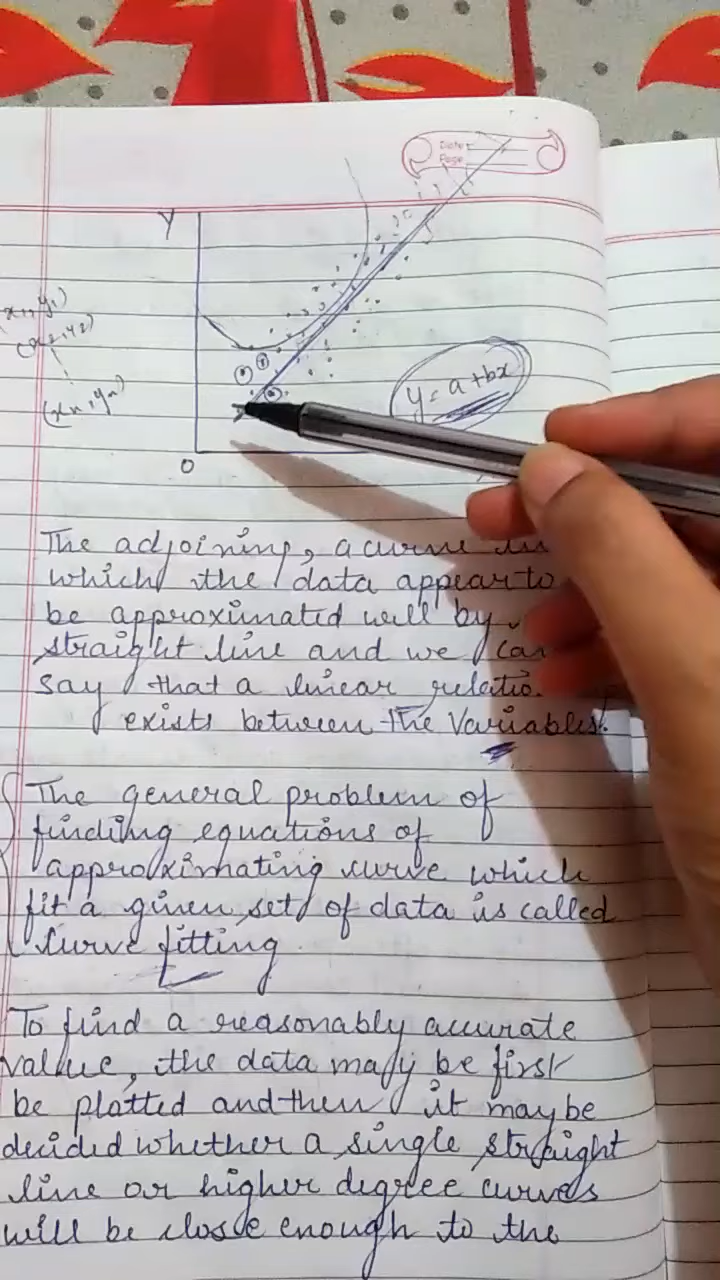 Date
Page
Y
x1, y1)
(x2, y2)
(xn, yn)
y = a + bx
O
The adjoining, a curve
which the data appear to
be approximated well by
straight line and we can
say that a linear
exists between the Variables.
The general problem of
finding equations of
approximating curve which
fit a given set of data is called
Curve fitting
To find a reasonably accurate
value, the data may be first
be plotted and then it may be
decided whether a single straight
line or higher degree curves
will be close enough to the